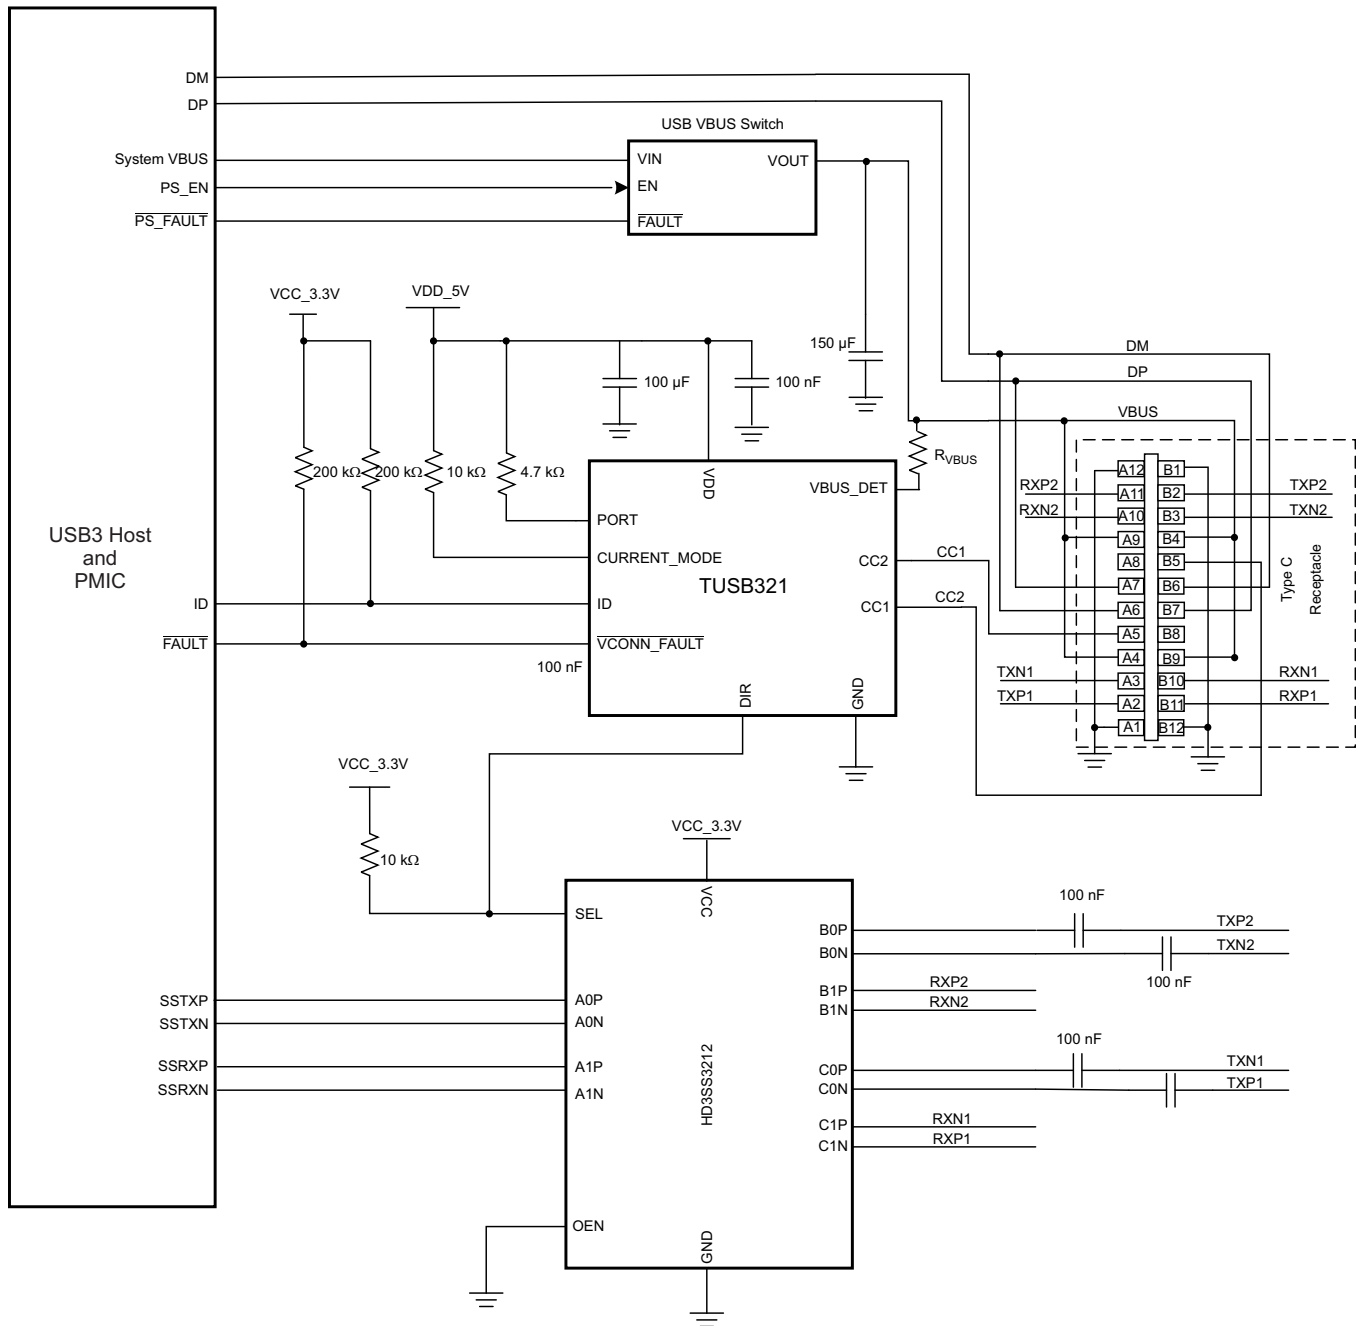 DM
DP
System VBUS
PS_EN
PS_FAULT
USB VBUS Switch
VIN
EN
FAULT
VOUT
VCC_3.3V
VDD_5V
150 µF
100 µF
100 nF
200 kΩ
200 kΩ
10 kΩ
4.7 kΩ
DM
DP
VBUS
RVBUS
USB3 Host
and
PMIC
ID
FAULT
100 nF
VDD
PORT
CURRENT_MODE
ID
VCONN_FAULT
TUSB321
VBUS_DET
CC2
CC1
DIR
GND
CC1
CC2
RXP2
RXN2
TXN1
TXP1
A12 B1
A11 B2
A10 B3
A9 B4
A8 B5
A7 B6
A6 B7
A5 B8
A4 B9
A3 B10
A2 B11
A1 B12
TXP2
TXN2
Type C
Receptacle
RXN1
RXP1
VCC_3.3V
10 kΩ
VCC_3.3V
VCC
SEL
SSTXP
SSTXN
SSRXP
SSRXN
A0P
A0N
A1P
A1N
OEN
HD3SS3212
GND
B0P
B0N
B1P
B1N
C0P
C0N
C1P
C1N
100 nF
TXP2
TXN2
100 nF
RXP2
RXN2
100 nF
TXN1
TXP1
RXN1
RXP1